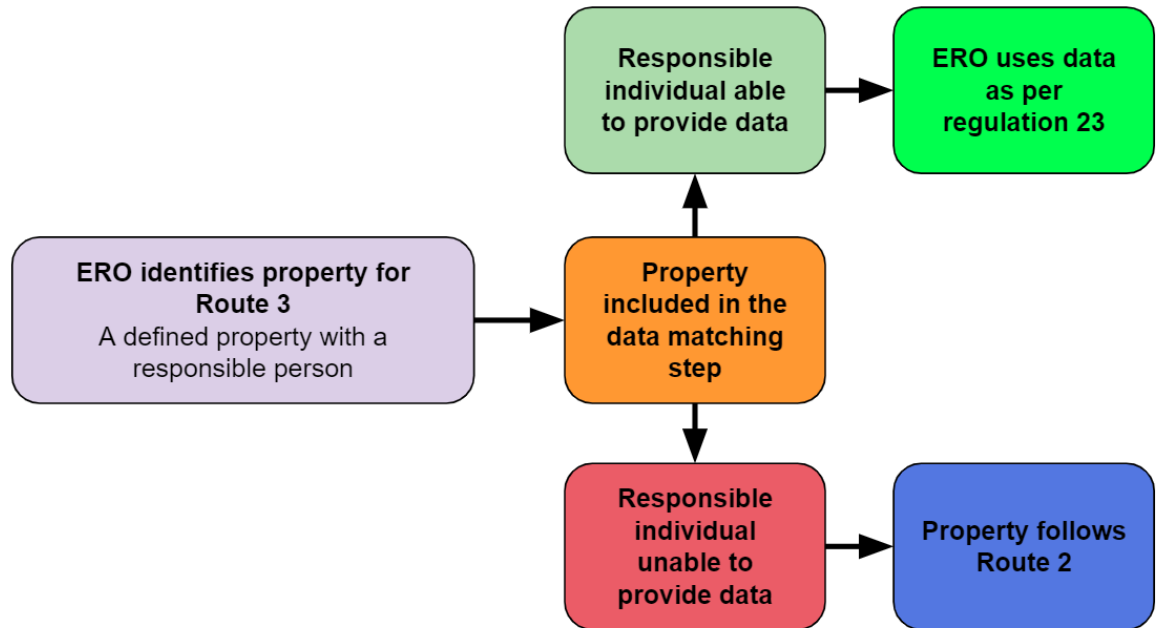 Responsible
individual able
to provide data
ERO uses data
as per
regulation 23
ERO identifies property for
Route 3
A defined property with a
responsible person
Property
included in the
data matching
step
Responsible
individual
unable to
provide data
Property follows
Route 2